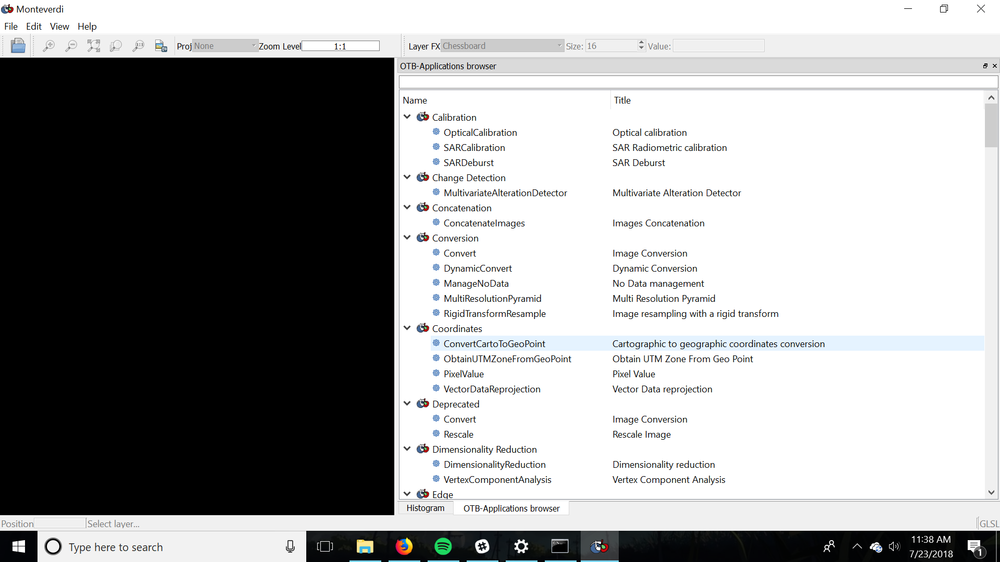 Monteverdi
File Edit View Help
Proj None Zoom Level 1:1 Layer FX Chessboard Size: 16 Value:
OTB-Applications browser
Name Title
Calibration
OpticalCalibration Optical calibration
SARCalibration SAR Radiometric calibration
SARDeburst SAR Deburst
Change Detection
MultivariateAlterationDetector Multivariate Alteration Detector
Concatenation
ConcatenateImages Images Concatenation
Conversion
Convert Image Conversion
DynamicConvert Dynamic Conversion
ManageNoData No Data management
MultiResolutionPyramid Multi Resolution Pyramid
RigidTransformResample Image resampling with a rigid transform
Coordinates
ConvertCartoToGeoPoint Cartographic to geographic coordinates conversion
ObtainUTMZoneFromGeoPoint Obtain UTM Zone From Geo Point
PixelValue Pixel Value
VectorDataReprojection Vector Data reprojection
Deprecated
Convert Image Conversion
Rescale Rescale Image
Dimensionality Reduction
DimensionalityReduction Dimensionality reduction
VertexComponentAnalysis Vertex Component Analysis
Edge
Histogram OTB-Applications browser
Position Select layer... GLSL
Type here to search
11:38 AM
7/23/2018
1